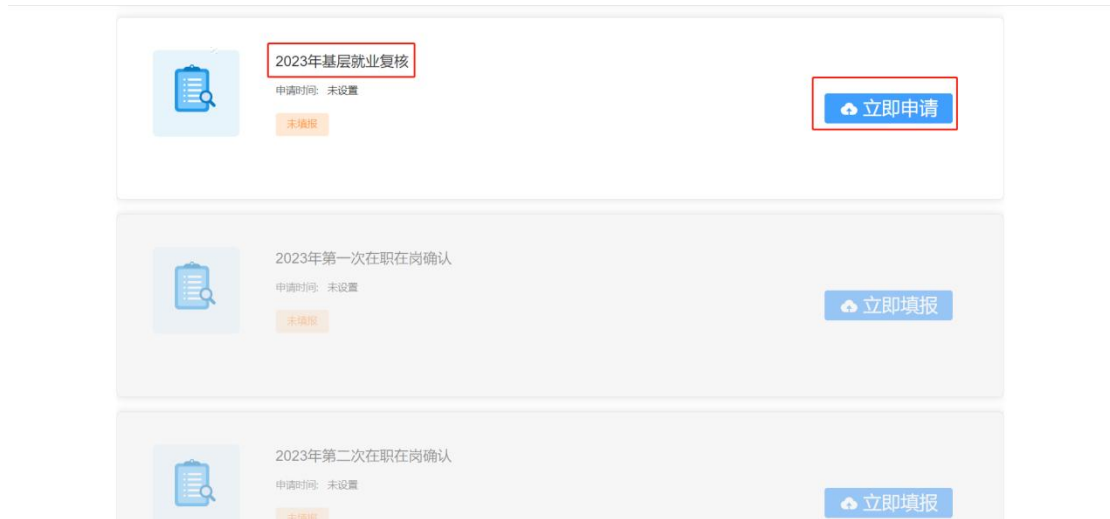 2023年基层就业复核
申请时间: 未设置
未填报
立即申请
2023年第一次在职在岗确认
申请时间: 未设置
未填报
立即填报
2023年第二次在职在岗确认
申请时间: 未设置
未填报
立即填报